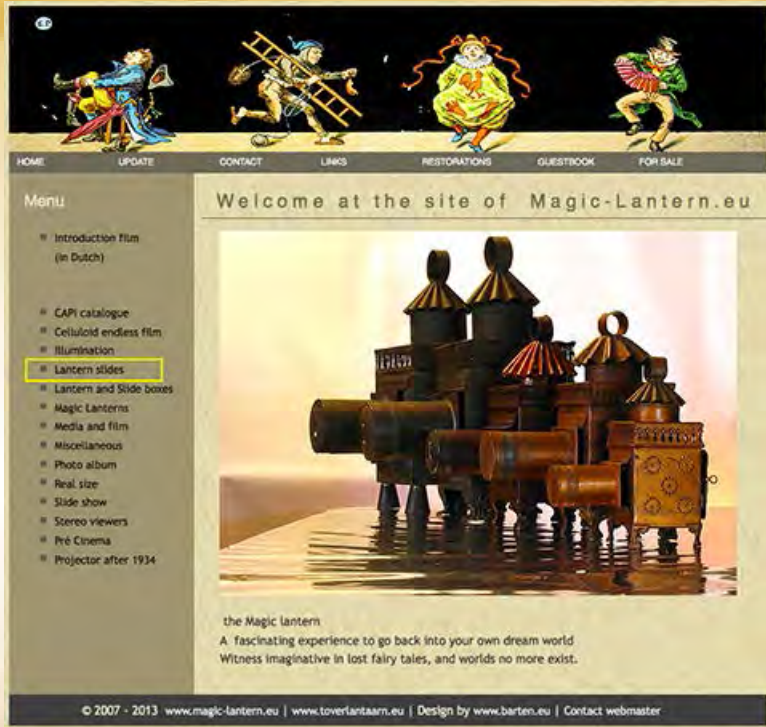 HOME UPDATE CONTACT LINKS RESTORATIONS GUESTBOOK FOR SALE
Menu
Introduction film
(in Dutch)
CAPI catalogue
Celluloid endless film
Illumination
Lantern slides
Lantern and Slide boxes
Magic Lanterns
Media and film
Miscellaneous
Photo album
Real size
Slide show
Stereo viewers
Pré Cinema
Projector after 1934
Welcome at the site of Magic-Lantern.eu
the Magic lantern
A fascinating experience to go back into your own dream world
Witness imaginative in lost fairy tales, and worlds no more exist.
© 2007 - 2013 www.magic-lantern.eu | www.toverlantaarn.eu | Design by www.barten.eu | Contact webmaster